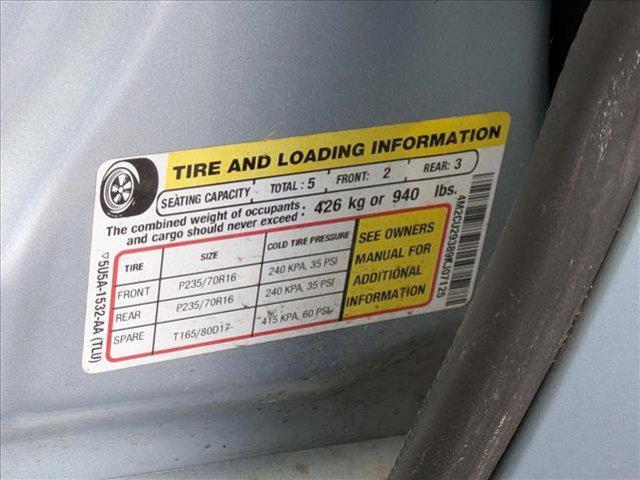 TIRE AND LOADING INFORMATION
SEATING CAPACITY TOTAL : 5 FRONT: 2 REAR: 3
The combined weight of occupants and cargo should never exceed : 426 kg or 940 lbs.
TIRE SIZE COLD TIRE PRESSURE
FRONT P235/70R16 240 KPA, 35 PSI
REAR P235/70R16 240 KPA, 35 PSI
SPARE T165/80D17 415 KPA, 60 PSI
SEE OWNERS
MANUAL FOR
ADDITIONAL
INFORMATION
5U5A-1532-AA (TLU)